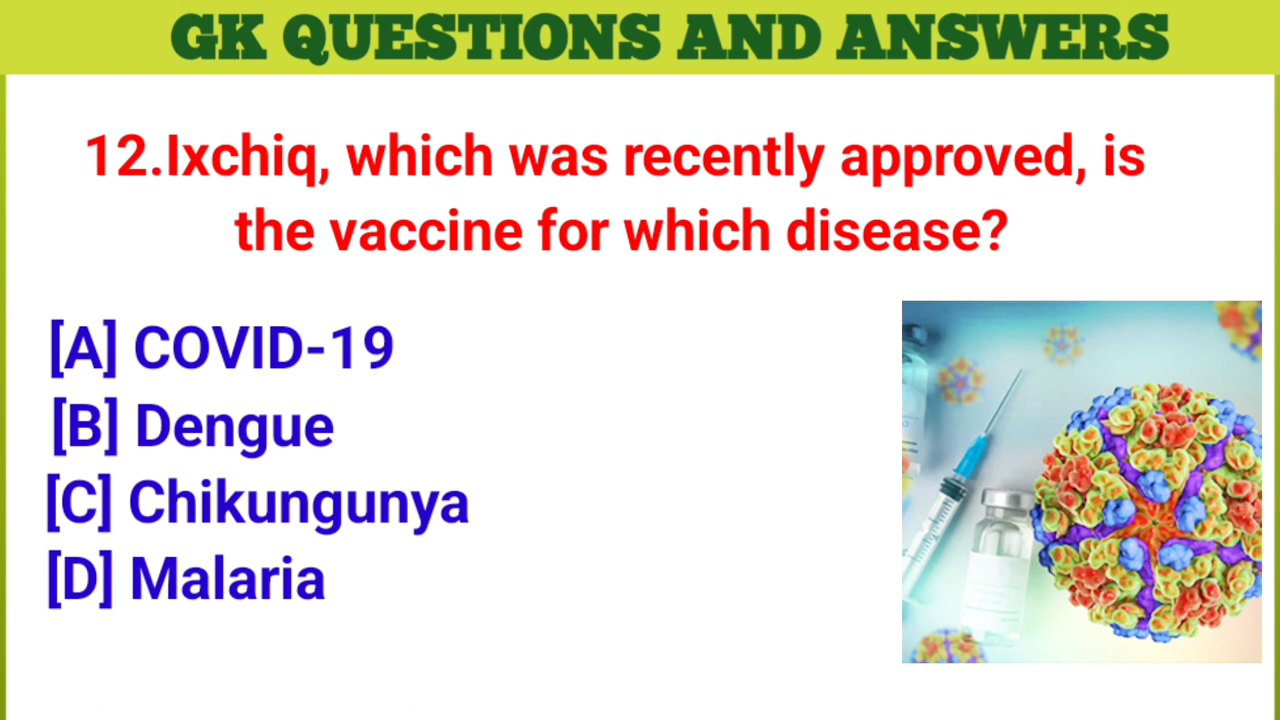 GK QUESTIONS AND ANSWERS
12.Ixchiq, which was recently approved, is
the vaccine for which disease?
[A] COVID-19
[B] Dengue
[C] Chikungunya
[D] Malaria